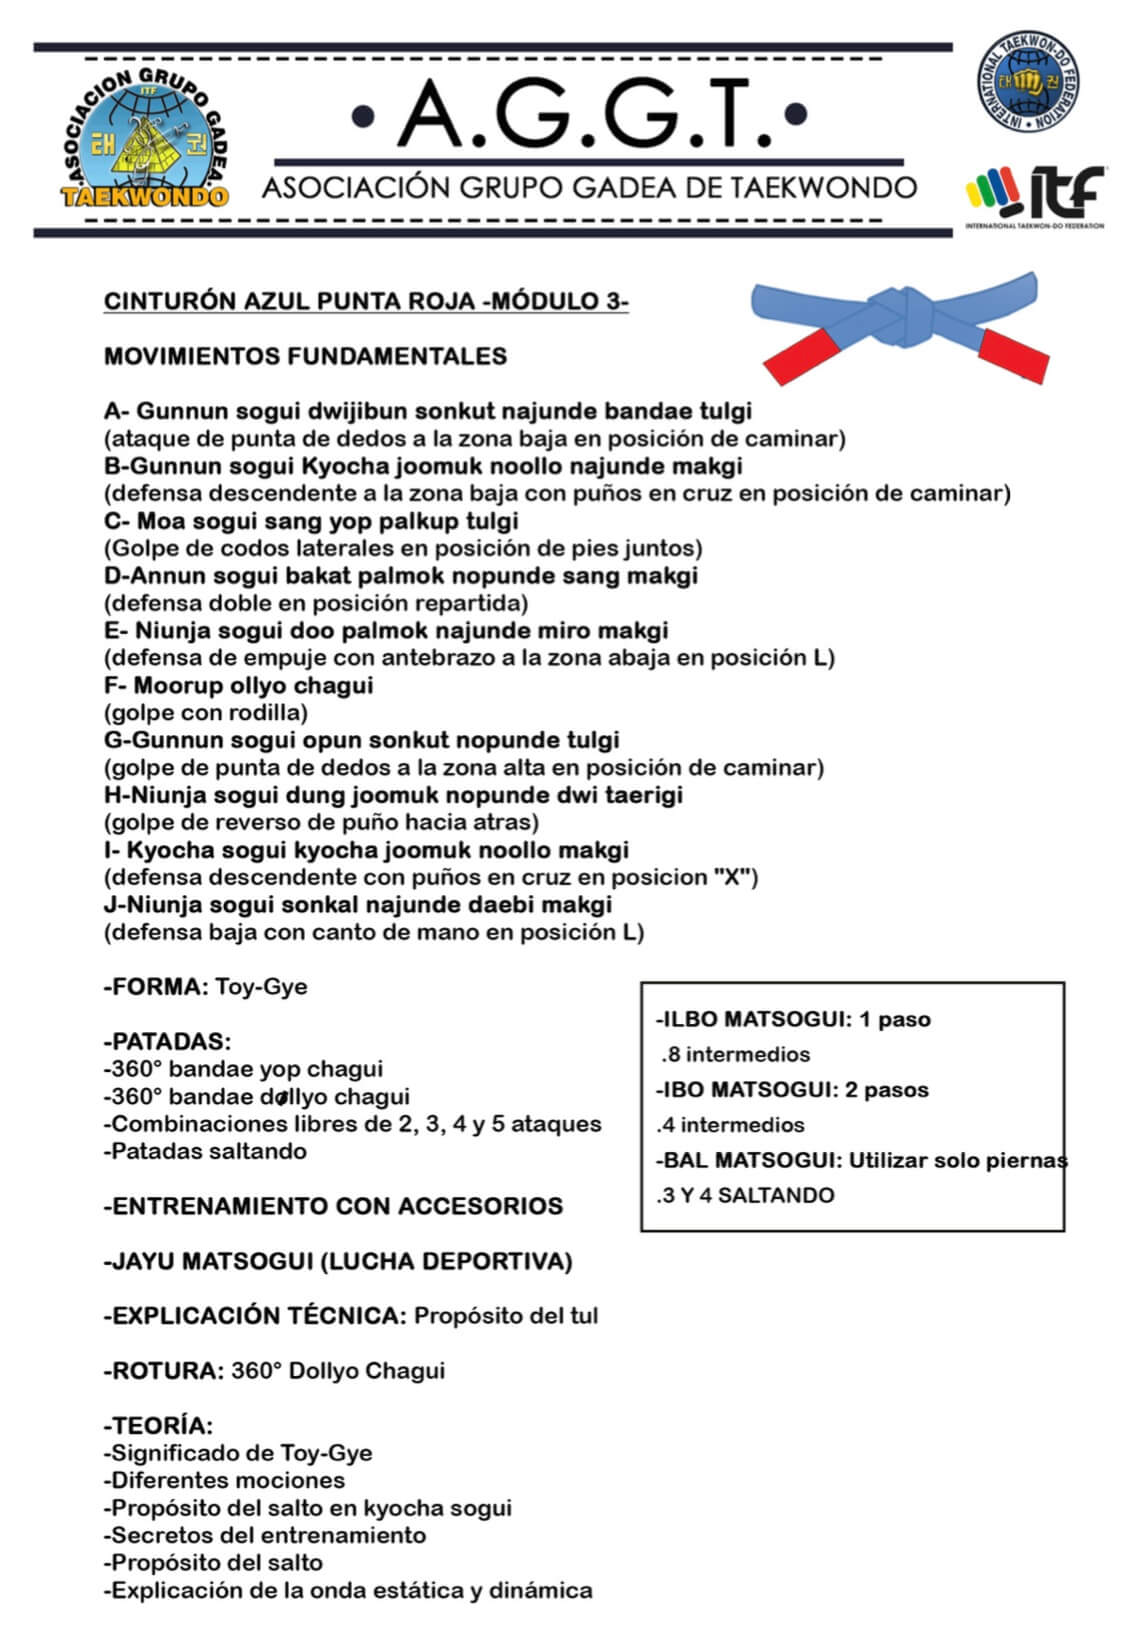 ASOCIACION GRUPO GADEA
ITF
태 권
TAEKWONDO
• A.G.G.T. •
ASOCIACIÓN GRUPO GADEA DE TAEKWONDO
INTERNATIONAL TAEKWON-DO FEDERATION
태 권
itf
INTERNATIONAL TAEKWON-DO FEDERATION
CINTURÓN AZUL PUNTA ROJA -MÓDULO 3-
MOVIMIENTOS FUNDAMENTALES
A- Gunnun sogui dwijibun sonkut najunde bandae tulgi
(ataque de punta de dedos a la zona baja en posición de caminar)
B-Gunnun sogui Kyocha joomuk noollo najunde makgi
(defensa descendente a la zona baja con puños en cruz en posición de caminar)
C- Moa sogui sang yop palkup tulgi
(Golpe de codos laterales en posición de pies juntos)
D-Annun sogui bakat palmok nopunde sang makgi
(defensa doble en posición repartida)
E- Niunja sogui doo palmok najunde miro makgi
(defensa de empuje con antebrazo a la zona abaja en posición L)
F- Moorup ollyo chagui
(golpe con rodilla)
G-Gunnun sogui opun sonkut nopunde tulgi
(golpe de punta de dedos a la zona alta en posición de caminar)
H-Niunja sogui dung joomuk nopunde dwi taerigi
(golpe de reverso de puño hacia atras)
I- Kyocha sogui kyocha joomuk noollo makgi
(defensa descendente con puños en cruz en posicion "X")
J-Niunja sogui sonkal najunde daebi makgi
(defensa baja con canto de mano en posición L)
-FORMA: Toy-Gye
-PATADAS:
-360° bandae yop chagui
-360° bandae dollyo chagui
-Combinaciones libres de 2, 3, 4 y 5 ataques
-Patadas saltando
-ILBO MATSOGUI: 1 paso
.8 intermedios
-IBO MATSOGUI: 2 pasos
.4 intermedios
-BAL MATSOGUI: Utilizar solo piernas
.3 Y 4 SALTANDO
-ENTRENAMIENTO CON ACCESORIOS
-JAYU MATSOGUI (LUCHA DEPORTIVA)
-EXPLICACIÓN TÉCNICA: Propósito del tul
-ROTURA: 360° Dollyo Chagui
-TEORÍA:
-Significado de Toy-Gye
-Diferentes mociones
-Propósito del salto en kyocha sogui
-Secretos del entrenamiento
-Propósito del salto
-Explicación de la onda estática y dinámica